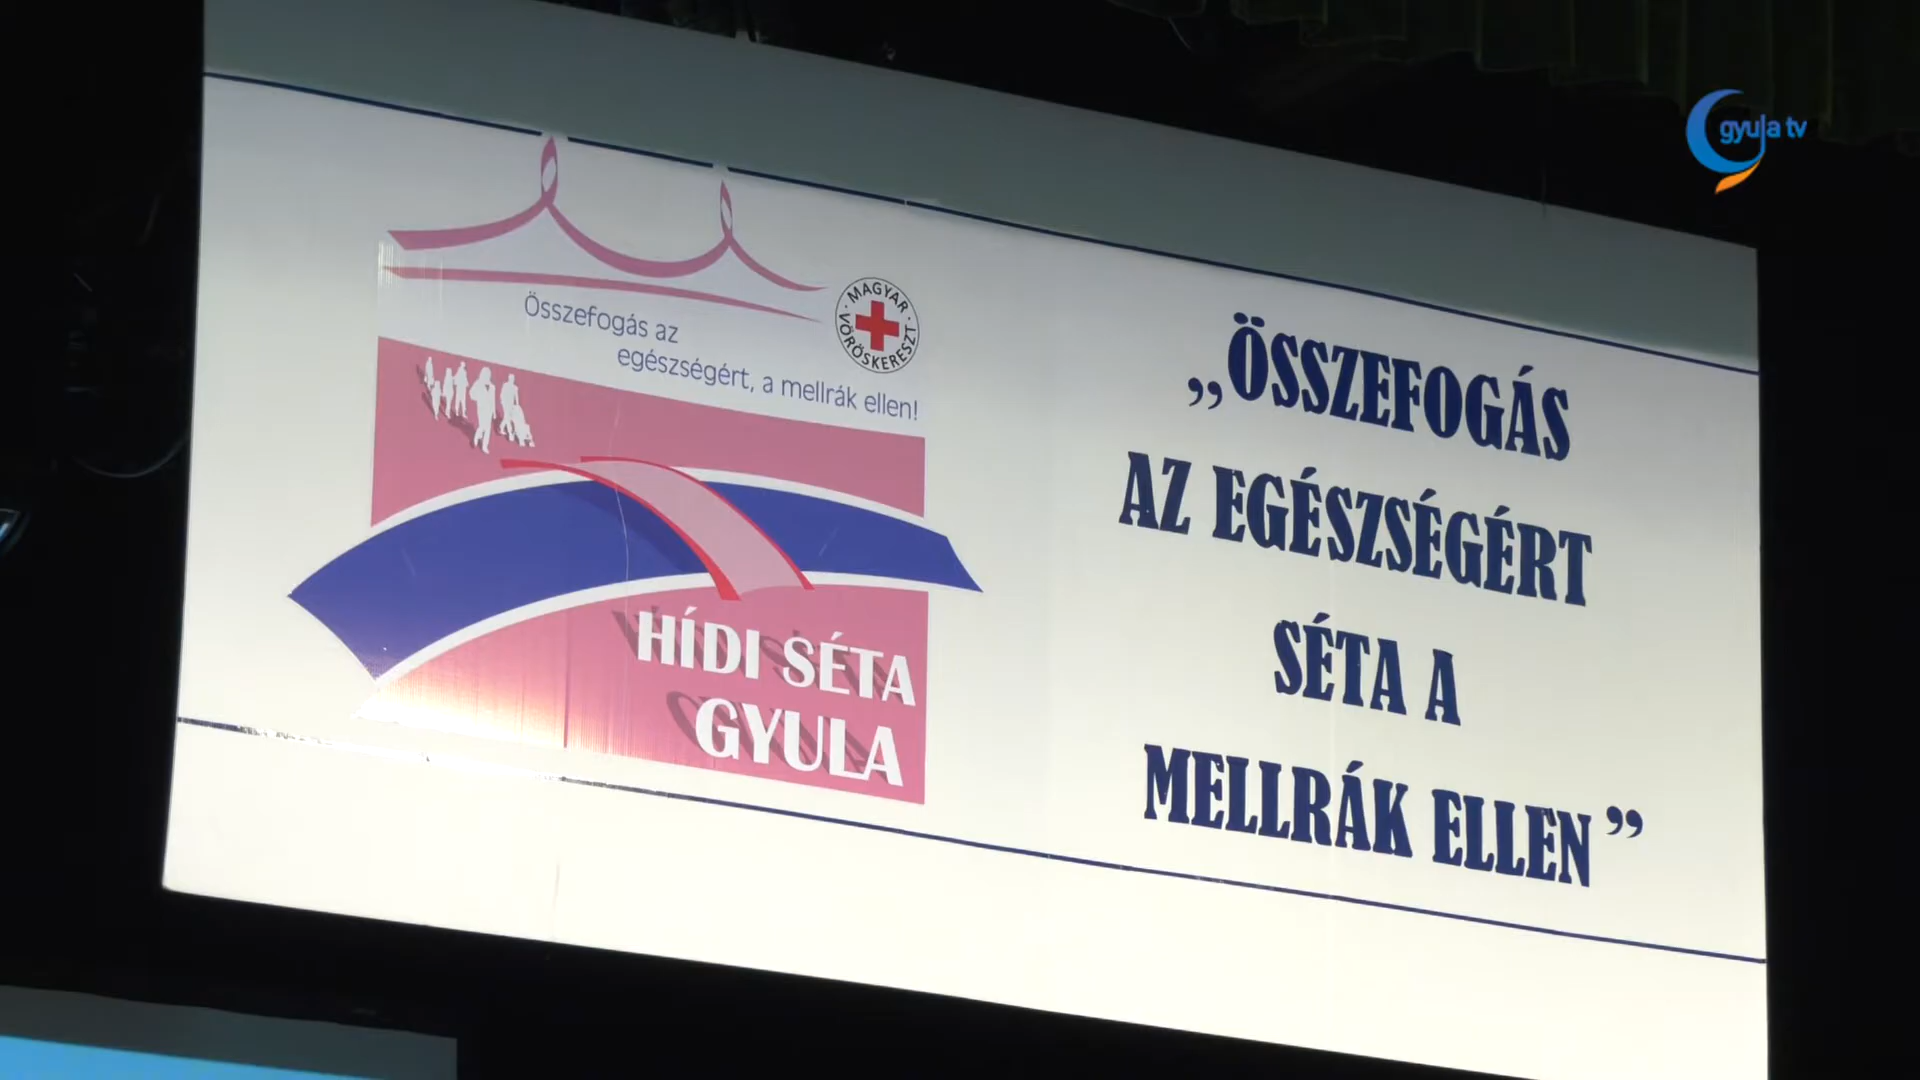 gyula tv
Összefogás az
egészségért, a mellrák ellen!
MAGYAR
VÖRÖSKERESZT
HÍDI SÉTA
GYULA
„ÖSSZEFOGÁS
AZ EGÉSZSÉGÉRT
SÉTA A
MELLRÁK ELLEN”